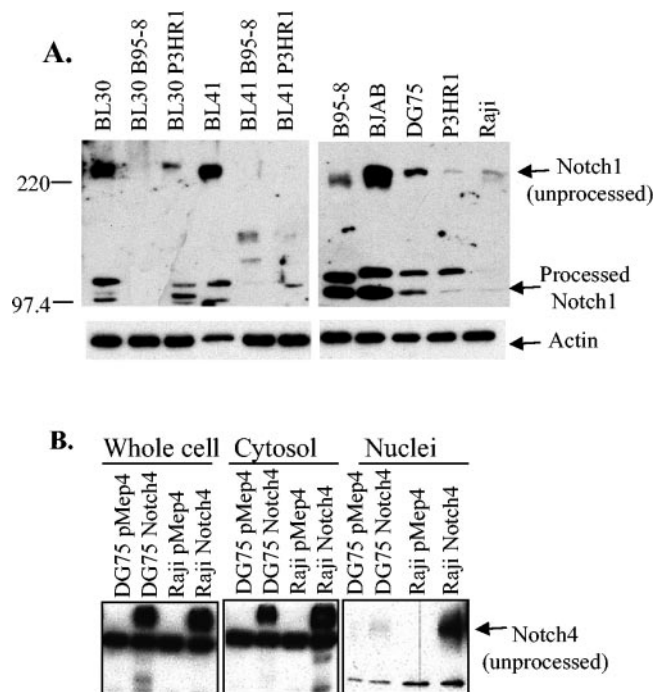 A.
BL30
BL30 B95-8
BL30 P3HR1
BL41
BL41 B95-8
BL41 P3HR1
B95-8
BJAB
DG75
P3HR1
Raji
220
97.4
Notch1
(unprocessed)
Processed
Notch1
Actin
B.
Whole cell
Cytosol
Nuclei
DG75 pMep4
DG75 Notch4
Raji pMep4
Raji Notch4
DG75 pMep4
DG75 Notch4
Raji pMep4
Raji Notch4
DG75 pMep4
DG75 Notch4
Raji pMep4
Raji Notch4
Notch4
(unprocessed)